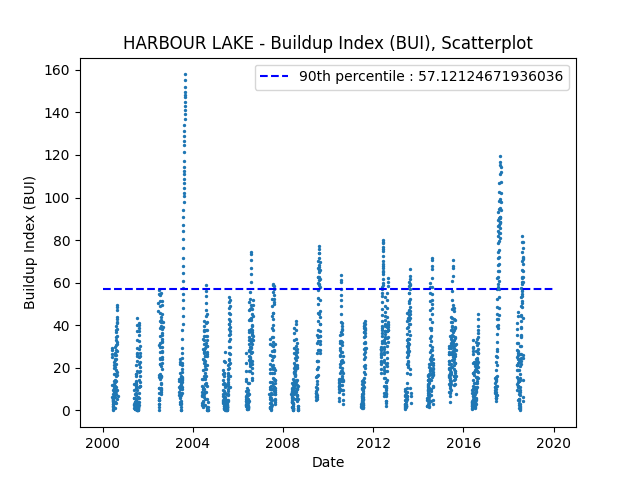 HARBOUR LAKE - Buildup Index (BUI), Scatterplot
90th percentile : 57.12124671936036
160
140
120
100
80
60
40
20
0
Buildup Index (BUI)
2000 2004 2008 2012 2016 2020
Date